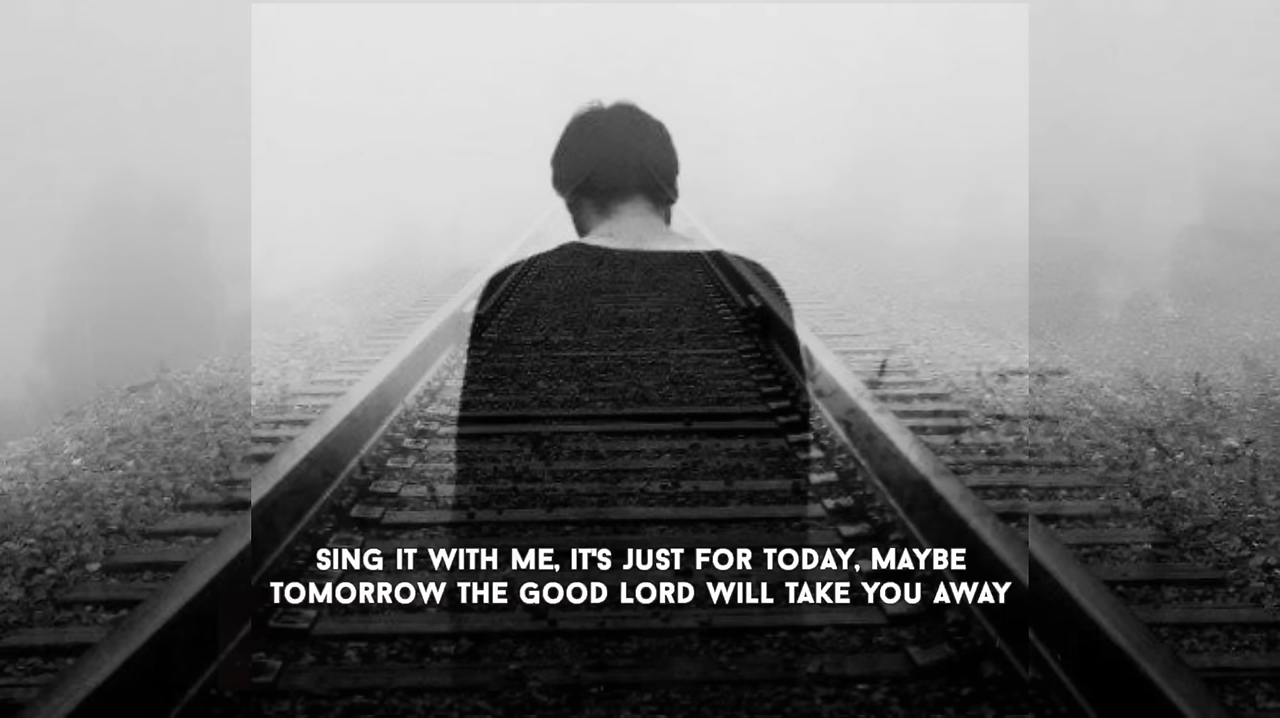 SING IT WITH ME, IT'S JUST FOR TODAY, MAYBE
TOMORROW THE GOOD LORD WILL TAKE YOU AWAY